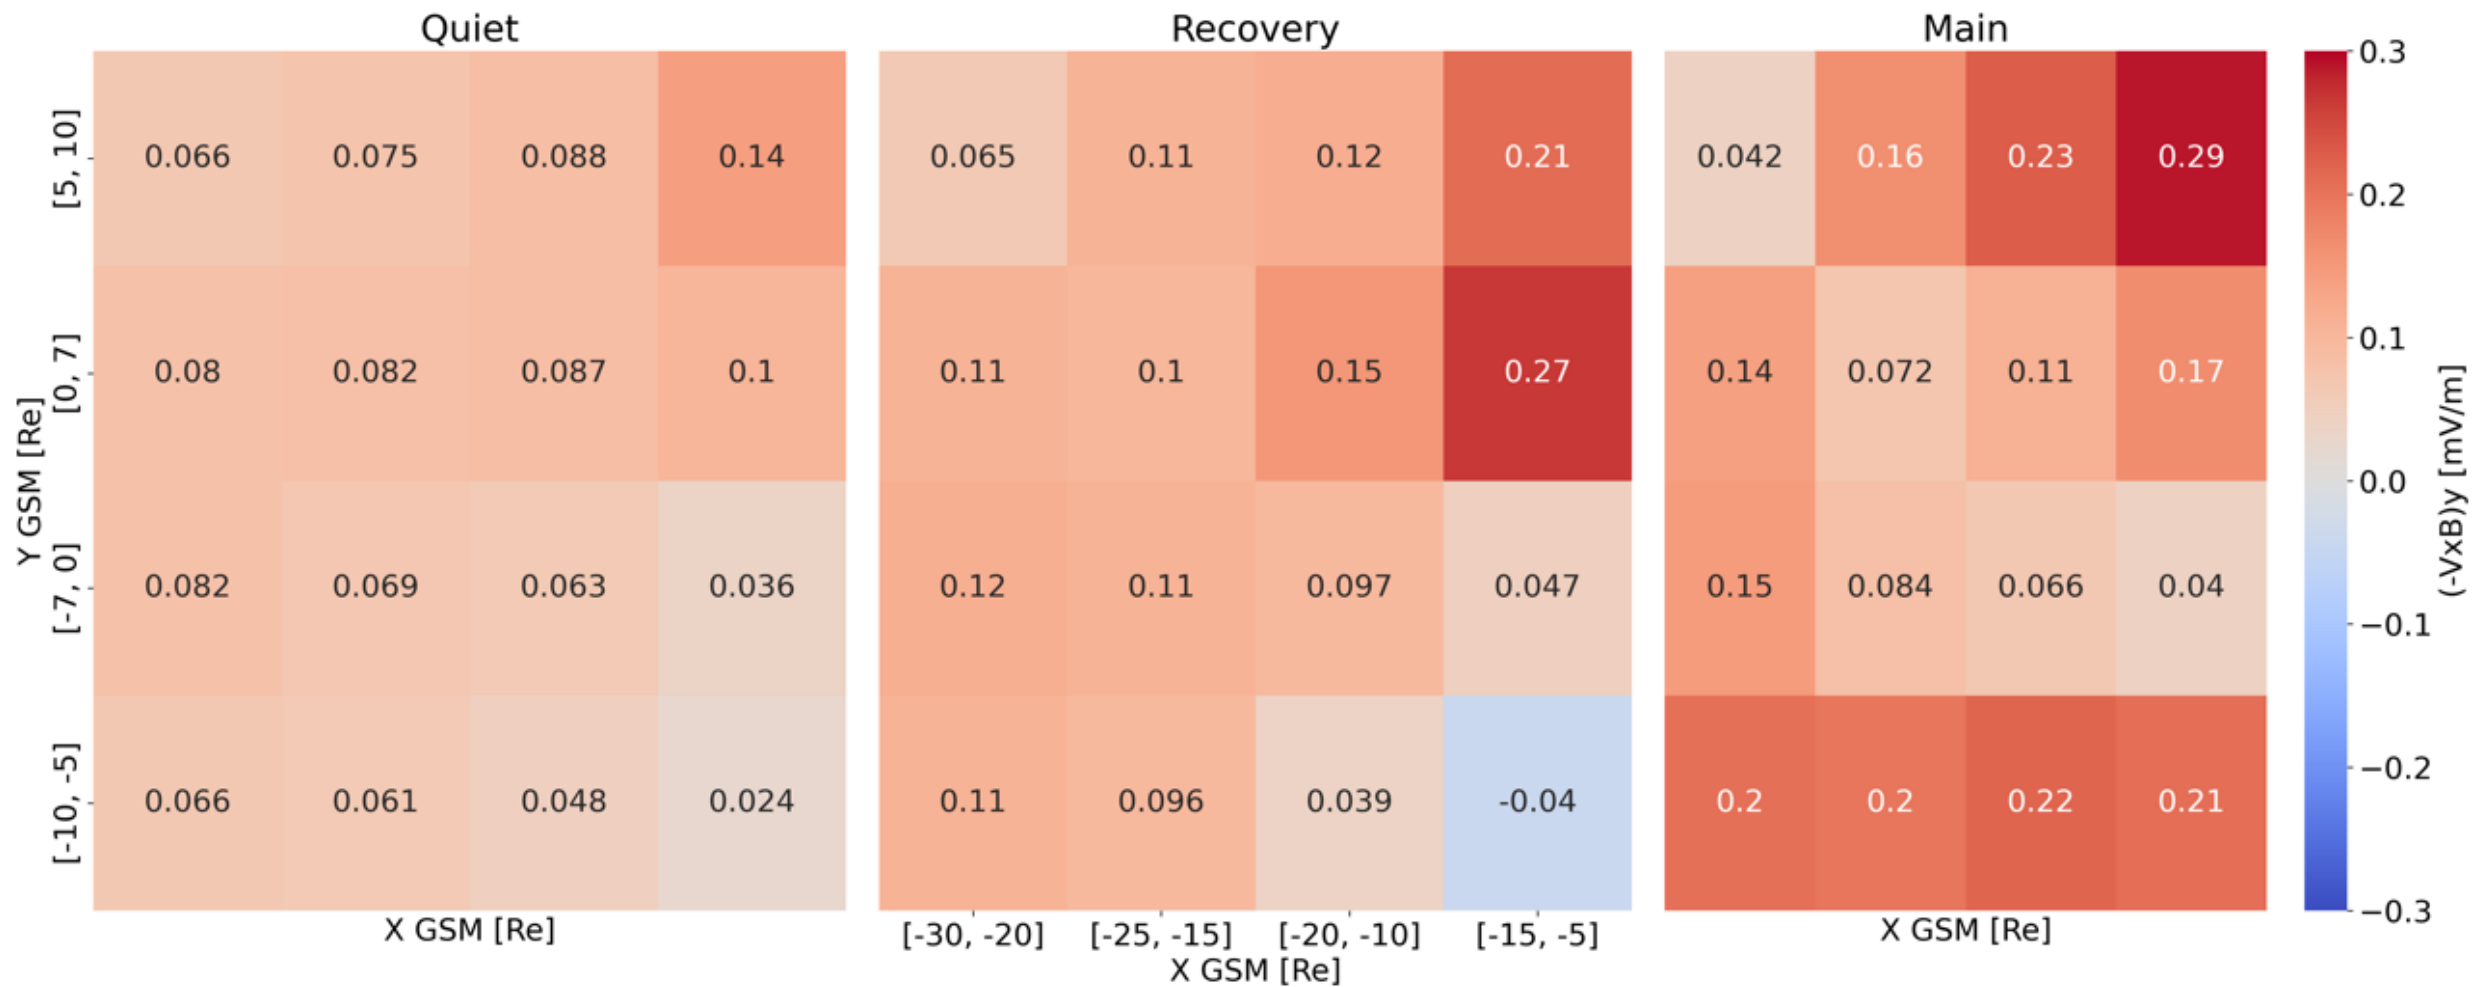 Quiet
Recovery
Main
Y GSM [Re]
[5, 10]
0.066 0.075 0.088 0.14
0.065 0.11 0.12 0.21
0.042 0.16 0.23 0.29
[0, 7]
0.08 0.082 0.087 0.1
0.11 0.1 0.15 0.27
0.14 0.072 0.11 0.17
[-7, 0]
0.082 0.069 0.063 0.036
0.12 0.11 0.097 0.047
0.15 0.084 0.066 0.04
[-10, -5]
0.066 0.061 0.048 0.024
0.11 0.096 0.039 -0.04
0.2 0.2 0.22 0.21
X GSM [Re]
[-30, -20] [-25, -15] [-20, -10] [-15, -5]
X GSM [Re]
X GSM [Re]
0.3
0.2
0.1
0.0
−0.1
−0.2
−0.3
(-VxB)y [mV/m]